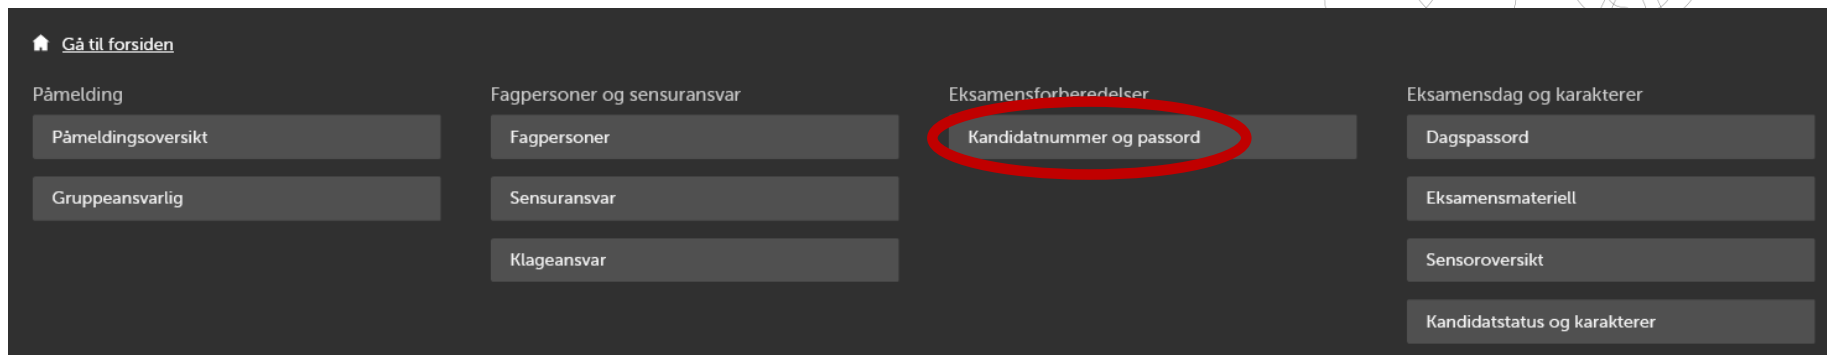 Gå til forsiden
Påmelding
Påmeldingsoversikt
Gruppeansvarlig
Fagpersoner og sensuransvar
Fagpersoner
Sensuransvar
Klageansvar
Eksamensforberedelser
Kandidatnummer og passord
Eksamensdag og karakterer
Dagspassord
Eksamensmateriell
Sensoroversikt
Kandidatstatus og karakterer